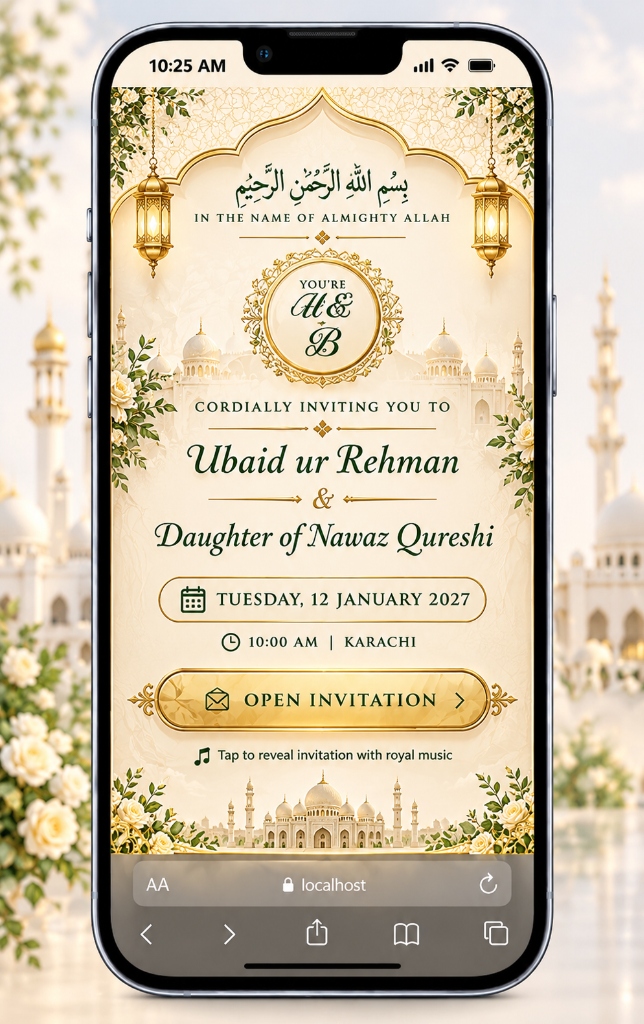 10:25 AM
بِسْمِ اللّٰهِ الرَّحْمٰنِ الرَّحِيْمِ
IN THE NAME OF ALMIGHTY ALLAH
YOU'RE
U &
B
CORDIALLY INVITING YOU TO
Ubaid ur Rehman
&
Daughter of Nawaz Qureshi
TUESDAY, 12 JANUARY 2027
10:00 AM | KARACHI
OPEN INVITATION
Tap to reveal invitation with royal music
AA
localhost